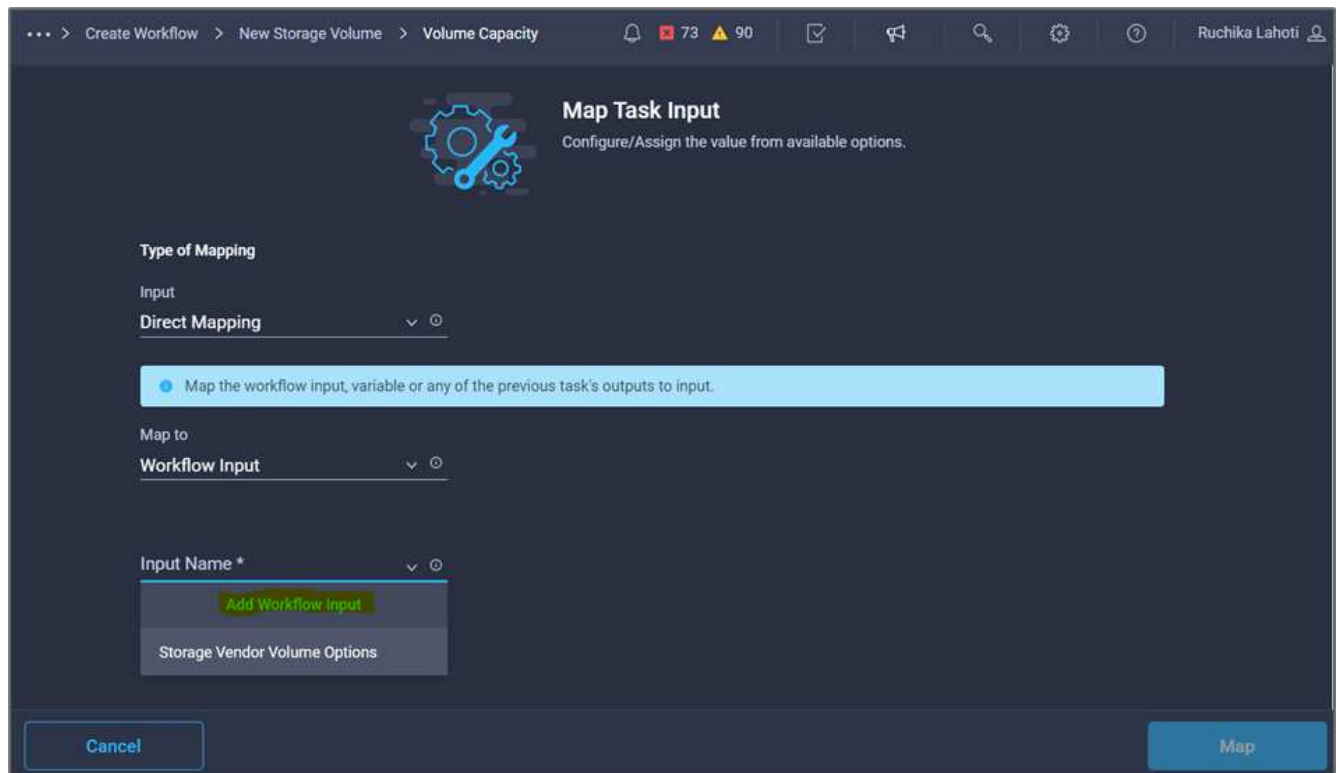 ••• > Create Workflow > New Storage Volume > Volume Capacity 73 90 Ruchika Lahoti
Map Task Input
Configure/Assign the value from available options.
Type of Mapping
Input
Direct Mapping
Map the workflow input, variable or any of the previous task's outputs to input.
Map to
Workflow Input
Input Name *
Add Workflow Input
Storage Vendor Volume Options
Cancel Map